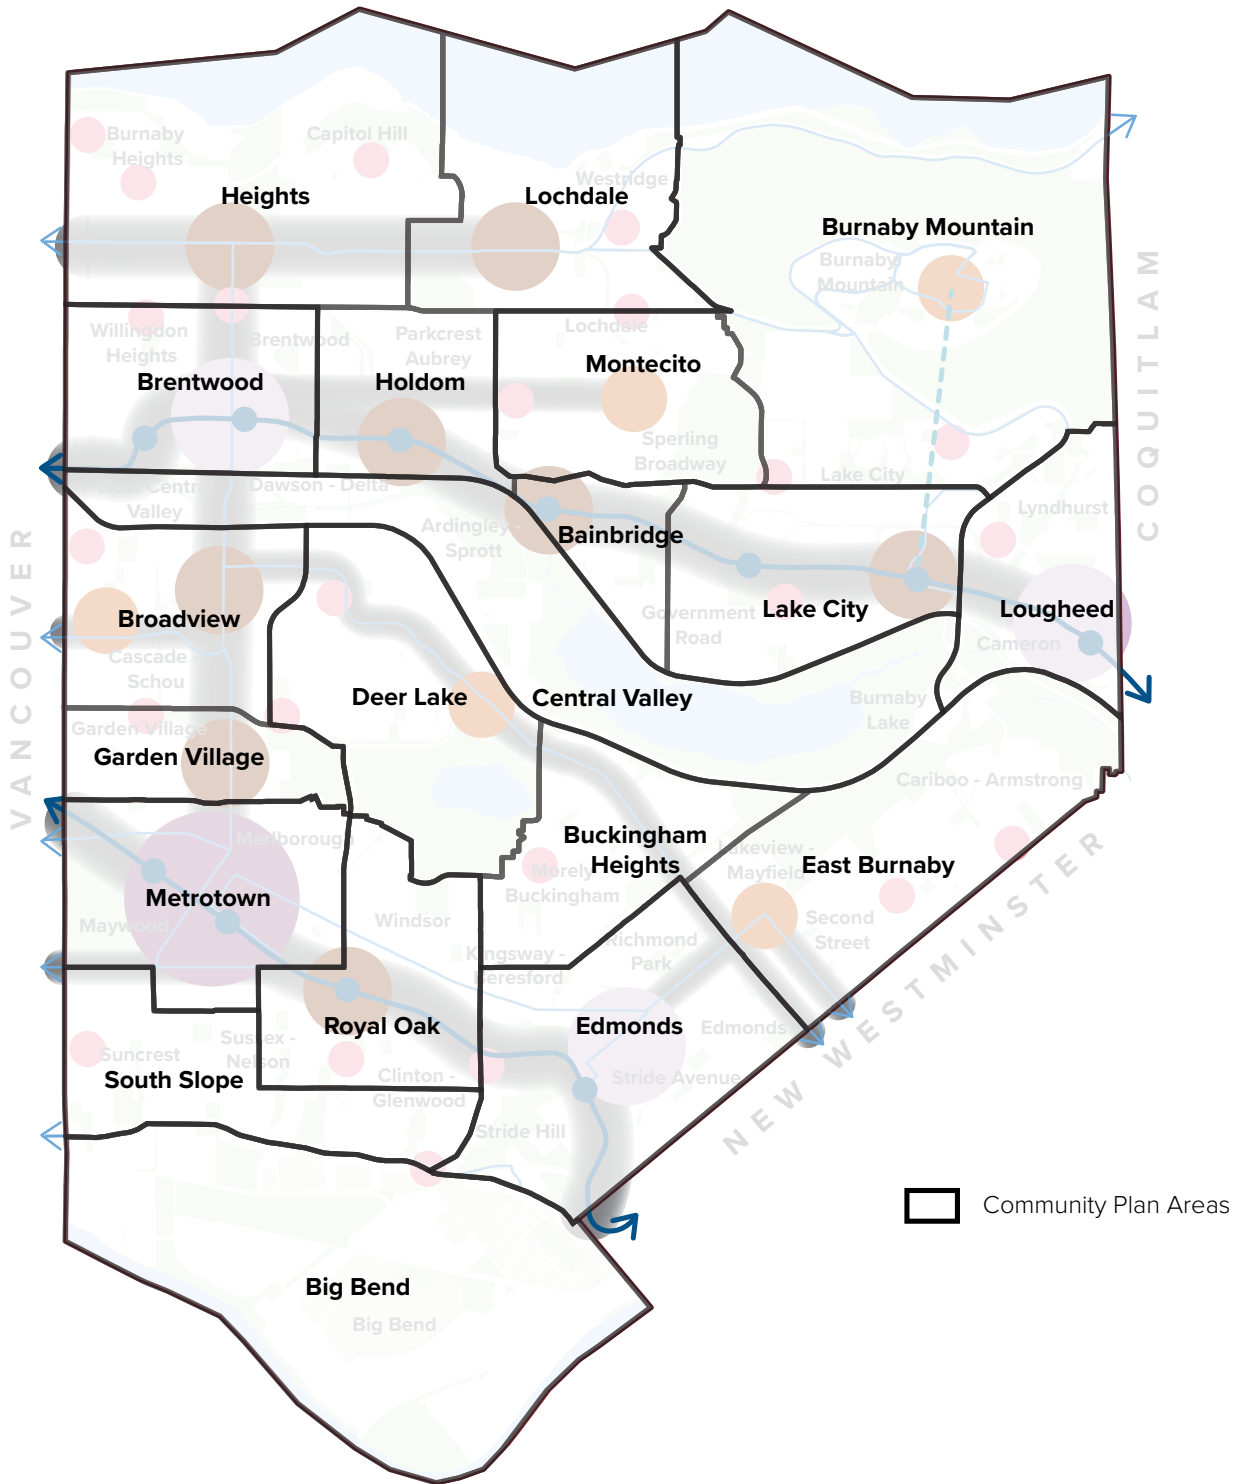 Burnaby
Heights
Capitol Hill
Heights
Westridge
Lochdale
Burnaby Mountain
Burnaby
Mountain
COQUITLAM
Willingdon
Heights
Brentwood
Parkcrest
Aubrey
Lochdale
Brentwood
Holdom
Montecito
Sperling
Broadway
Lake City
West Central
Valley
Dawson - Delta
Ardingley -
Sprott
Bainbridge
Lyndhurst
VANCOUVER
Broadview
Cascade -
Schou
Government
Road
Lake City
Lougheed
Cameron
Deer Lake
Central Valley
Burnaby
Lake
Garden Village
Garden Village
Cariboo - Armstrong
Marlborough
Buckingham
Heights
Lakeview -
Mayfield
East Burnaby
Morely
Buckingham
Metrotown
Maywood
Windsor
Second
Street
Kingsway -
Beresford
Richmond
Park
NEW WESTMINSTER
Royal Oak
Edmonds
Edmonds
Suncrest
Sussex -
Nelson
South Slope
Clinton -
Glenwood
Stride Avenue
Stride Hill
Community Plan Areas
Big Bend
Big Bend